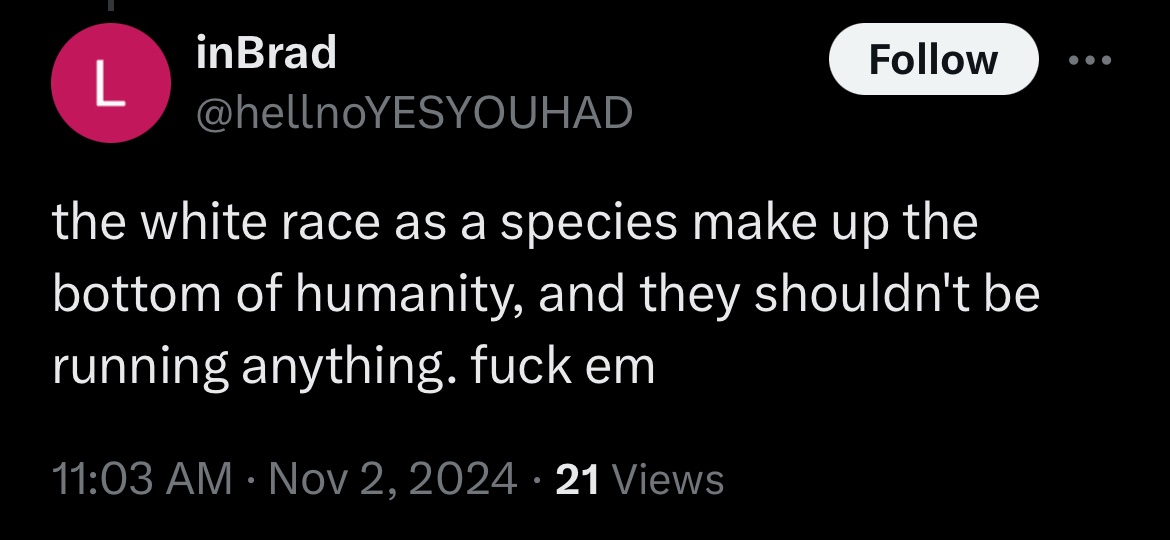 L
inBrad
Follow
@hellnoYESYOUHAD
the white race as a species make up the
bottom of humanity, and they shouldn't be
running anything. fuck em
11:03 AM · Nov 2, 2024 · 21 Views